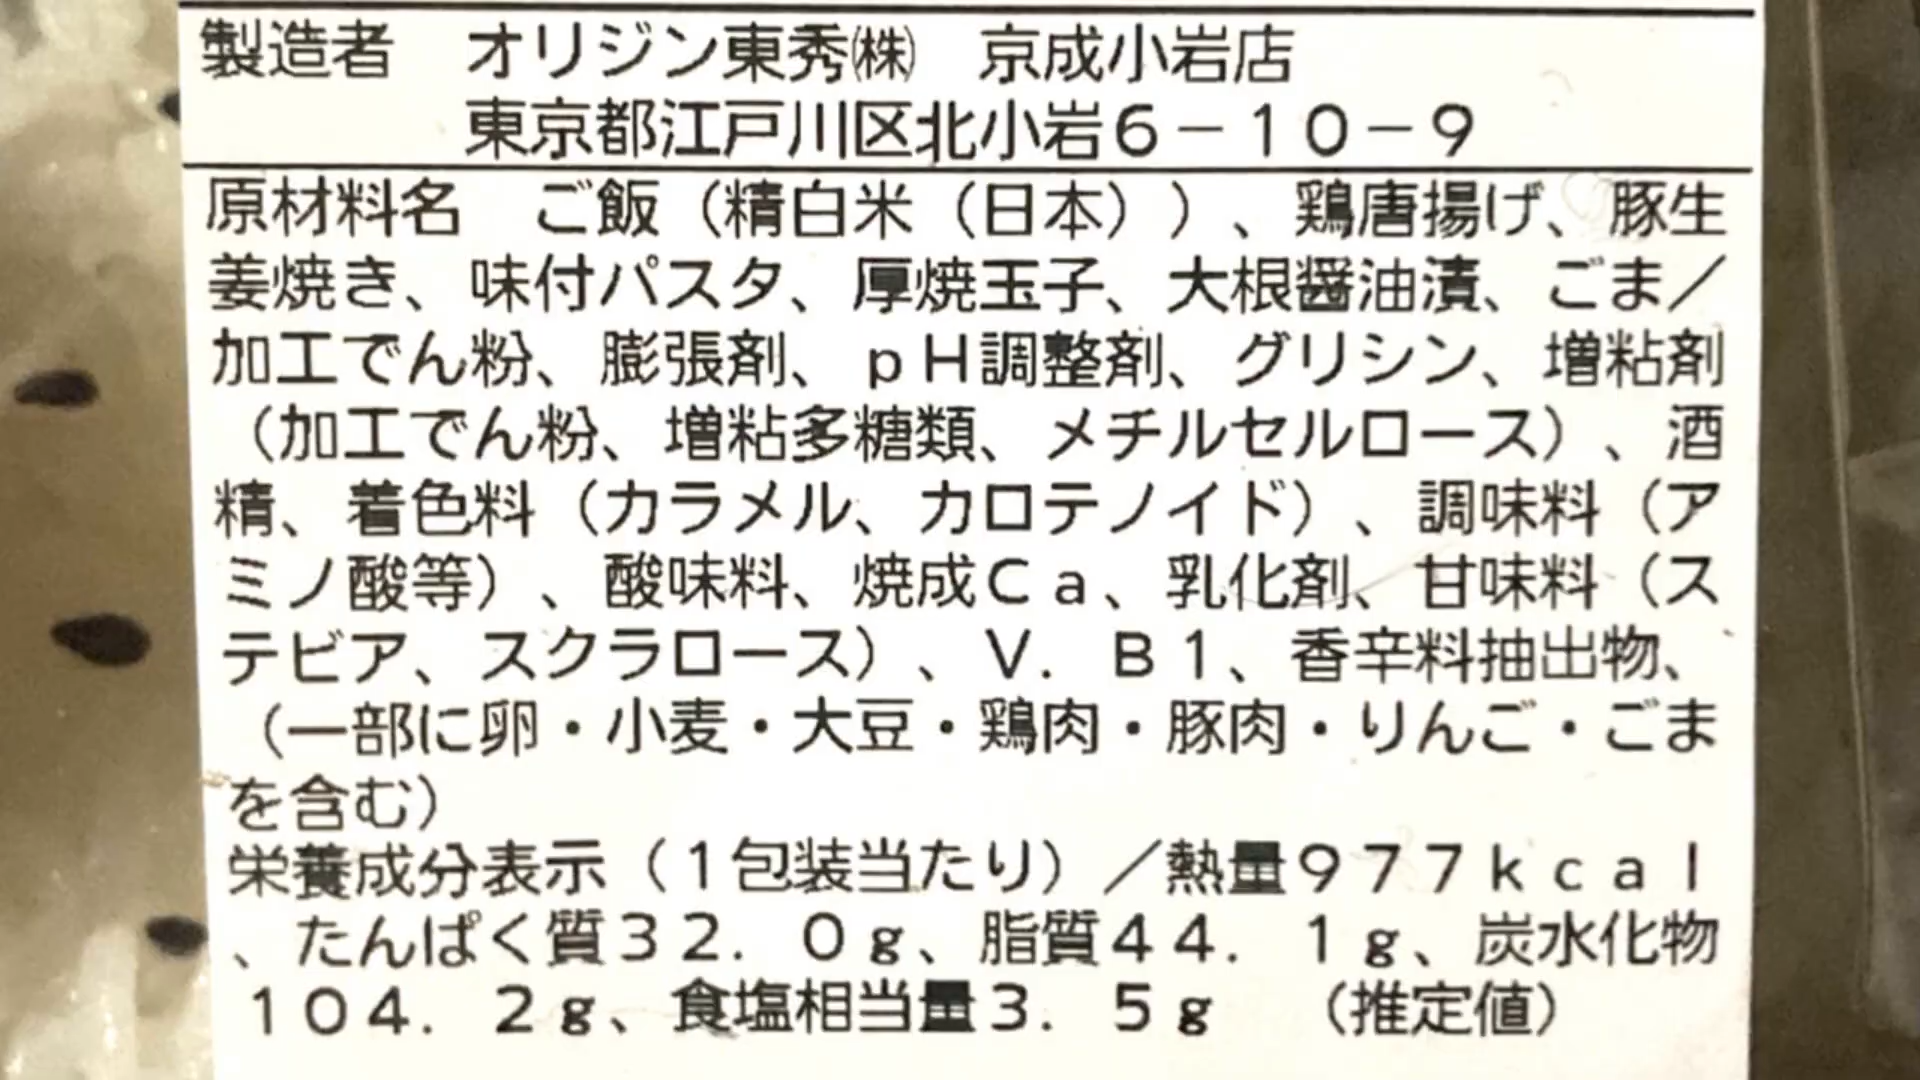 製造者　オリジン東秀㈱　京成小岩店
東京都江戸川区北小岩６－１０－９
原材料名　ご飯（精白米（日本））、鶏唐揚げ、豚生
姜焼き、味付パスタ、厚焼玉子、大根醤油漬、ごま／
加工でん粉、膨張剤、ｐＨ調整剤、グリシン、増粘剤
（加工でん粉、増粘多糖類、メチルセルロース）、酒
精、着色料（カラメル、カロテノイド）、調味料（ア
ミノ酸等）、酸味料、焼成Ｃａ、乳化剤、甘味料（ス
テビア、スクラロース）、Ｖ．Ｂ１、香辛料抽出物、
（一部に卵・小麦・大豆・鶏肉・豚肉・りんご・ごま
を含む）
栄養成分表示（１包装当たり）／熱量９７７ｋｃａｌ
、たんぱく質３２．０ｇ、脂質４４．１ｇ、炭水化物
１０４．２ｇ、食塩相当量３．５ｇ　（推定値）